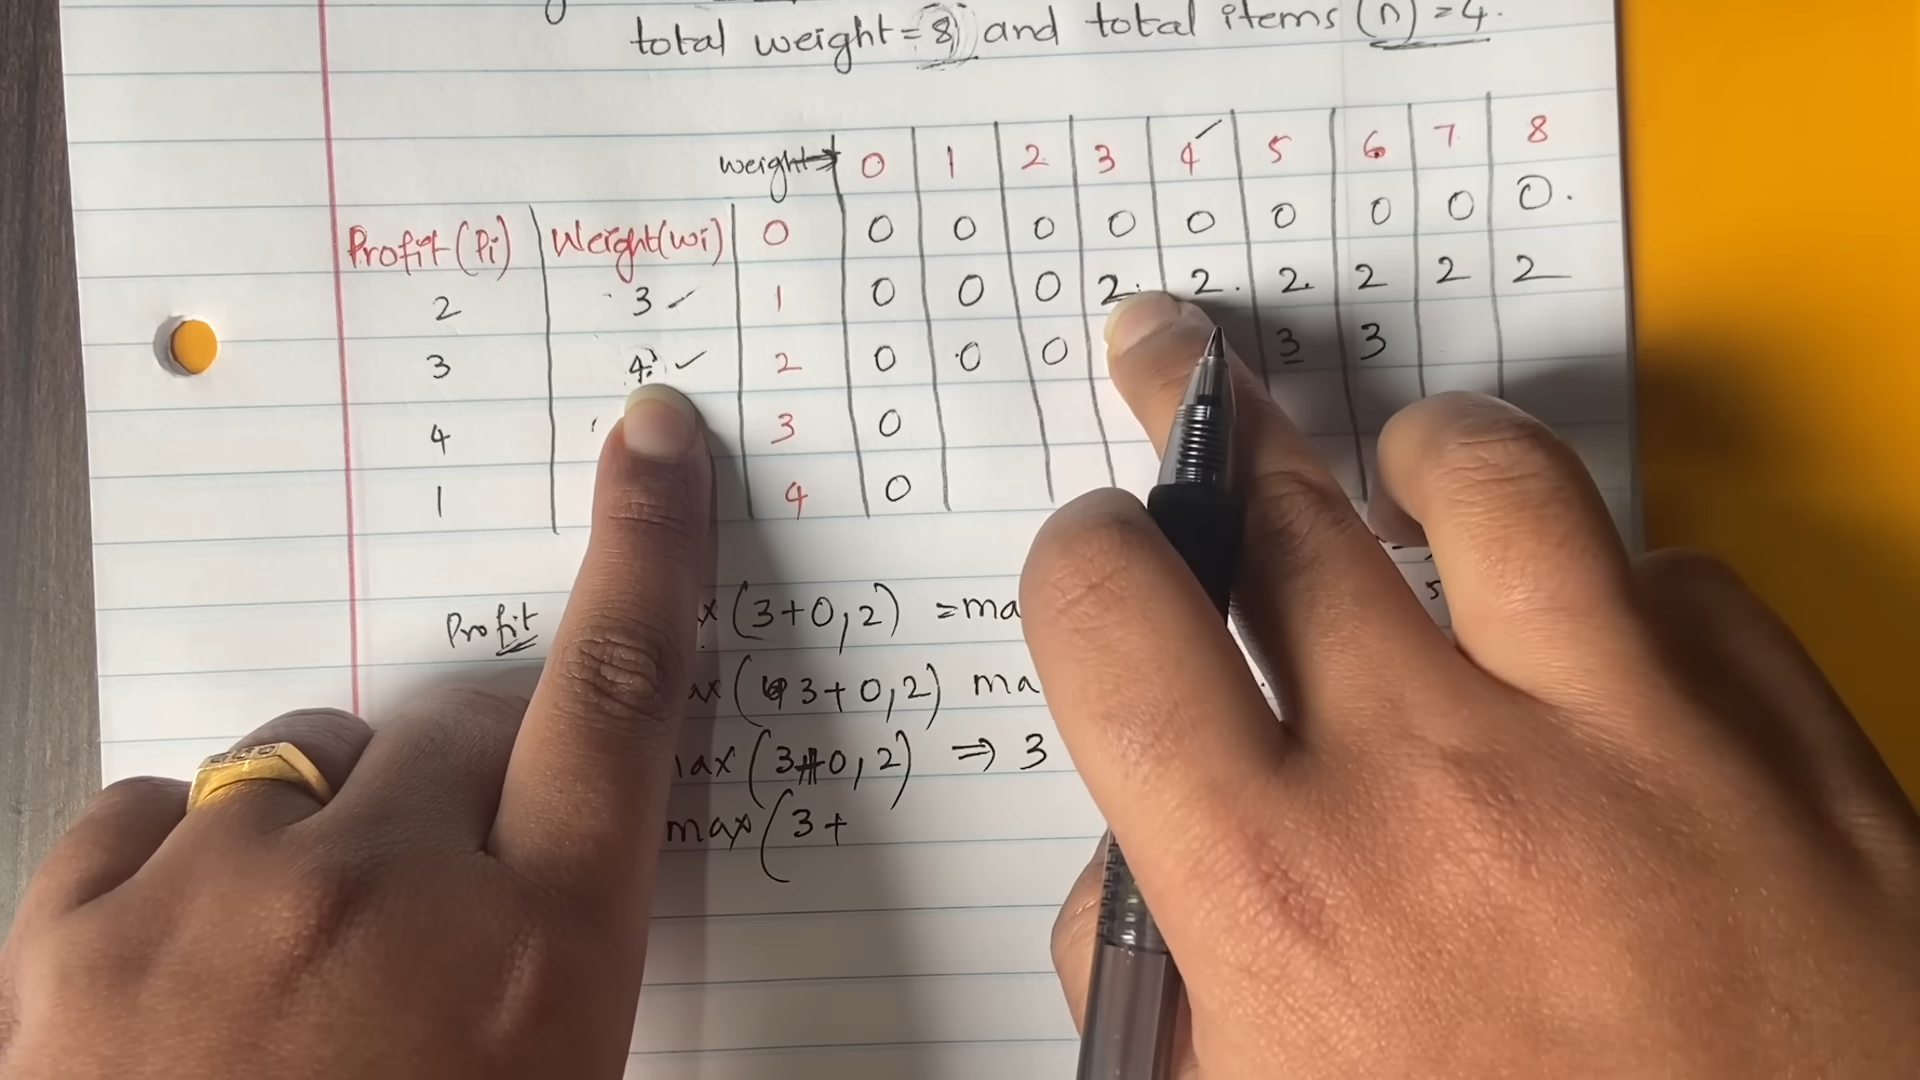 total weight = 8 and total items (n) = 4.
weight→ 0 1 2 3 4 5 6 7 8
Profit (Pi) Weight(wi) 0 0 0 0 0 0 0 0 0 0.
2 3 ✓ 1 0 0 0 2. 2. 2. 2 2 2
3 4 ✓ 2 0 0 0 3 3
4 3 0
1 4 0
Profit (3+0,2) = ma
(3+0,2) ma
max (3+0,2) ⇒ 3
max (3+
5